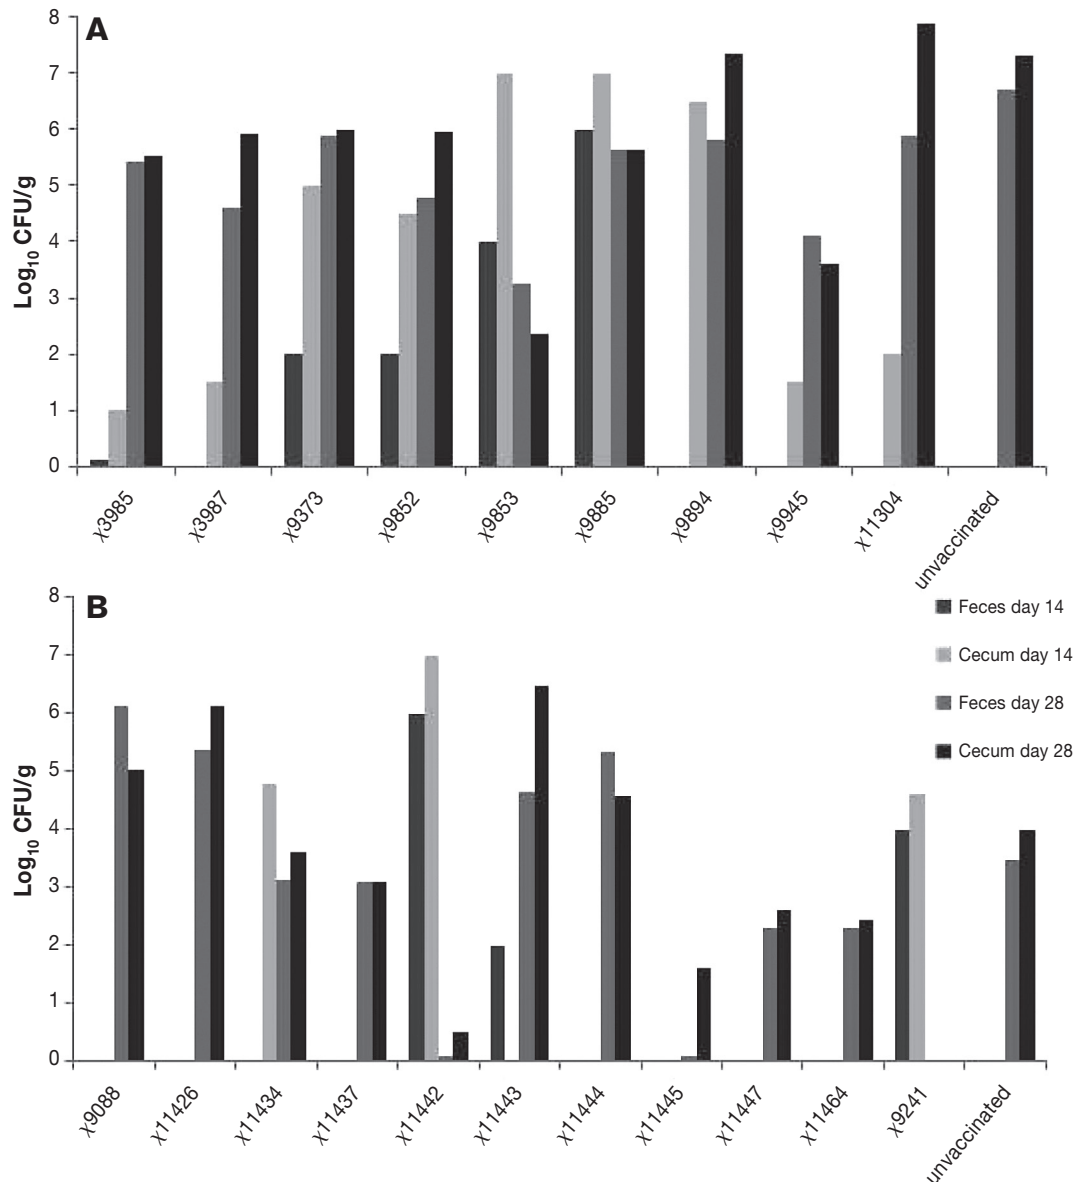 A
Log₁₀ CFU/g
8
7
6
5
4
3
2
1
0
χ3985
χ3987
χ9373
χ9852
χ9853
χ9885
χ9894
χ9945
χ11304
unvaccinated
B
Log₁₀ CFU/g
8
7
6
5
4
3
2
1
0
Feces day 14
Cecum day 14
Feces day 28
Cecum day 28
χ9088
χ11426
χ11434
χ11437
χ11442
χ11443
χ11444
χ11445
χ11447
χ11464
χ9241
unvaccinated